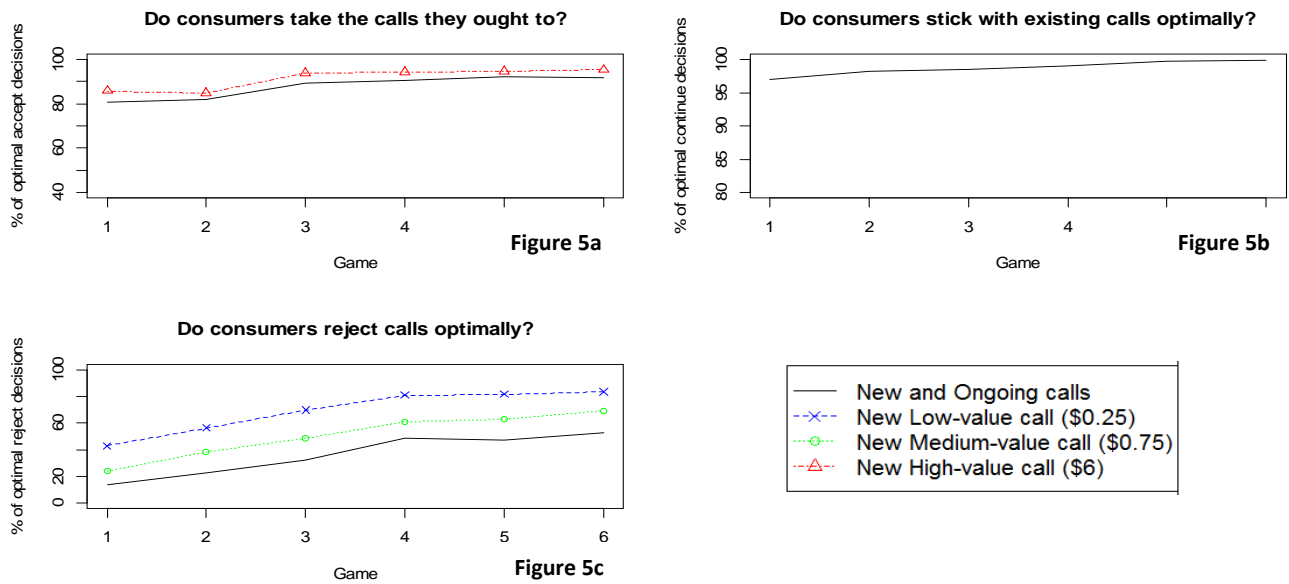 Do consumers take the calls they ought to?
% of optimal accept decisions
100
80
60
40
1 2 3 4
Game
Figure 5a
Do consumers stick with existing calls optimally?
% of optimal continue decisions
100
95
90
85
80
1 2 3 4
Game
Figure 5b
Do consumers reject calls optimally?
% of optimal reject decisions
100
60
20
0
1 2 3 4 5 6
Game
Figure 5c
New and Ongoing calls
New Low-value call ($0.25)
New Medium-value call ($0.75)
New High-value call ($6)